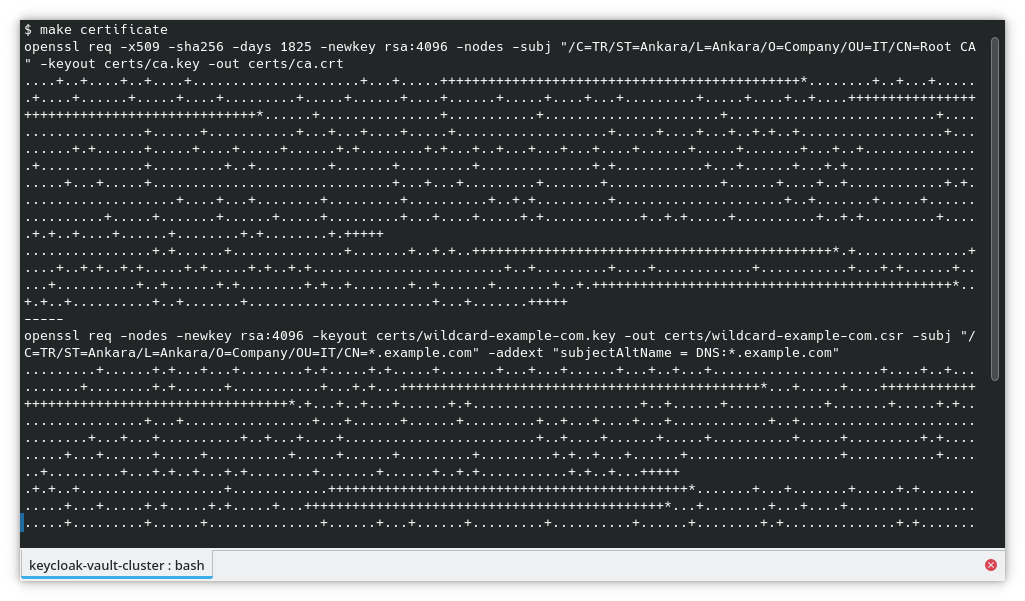 $ make certificate
openssl req -x509 -sha256 -days 1825 -newkey rsa:4096 -nodes -subj "/C=TR/ST=Ankara/L=Ankara/O=Company/OU=IT/CN=Root CA
" -keyout certs/ca.key -out certs/ca.crt
-----
openssl req -nodes -newkey rsa:4096 -keyout certs/wildcard-example-com.key -out certs/wildcard-example-com.csr -subj "/
C=TR/ST=Ankara/L=Ankara/O=Company/OU=IT/CN=*.example.com" -addext "subjectAltName = DNS:*.example.com"
keycloak-vault-cluster : bash